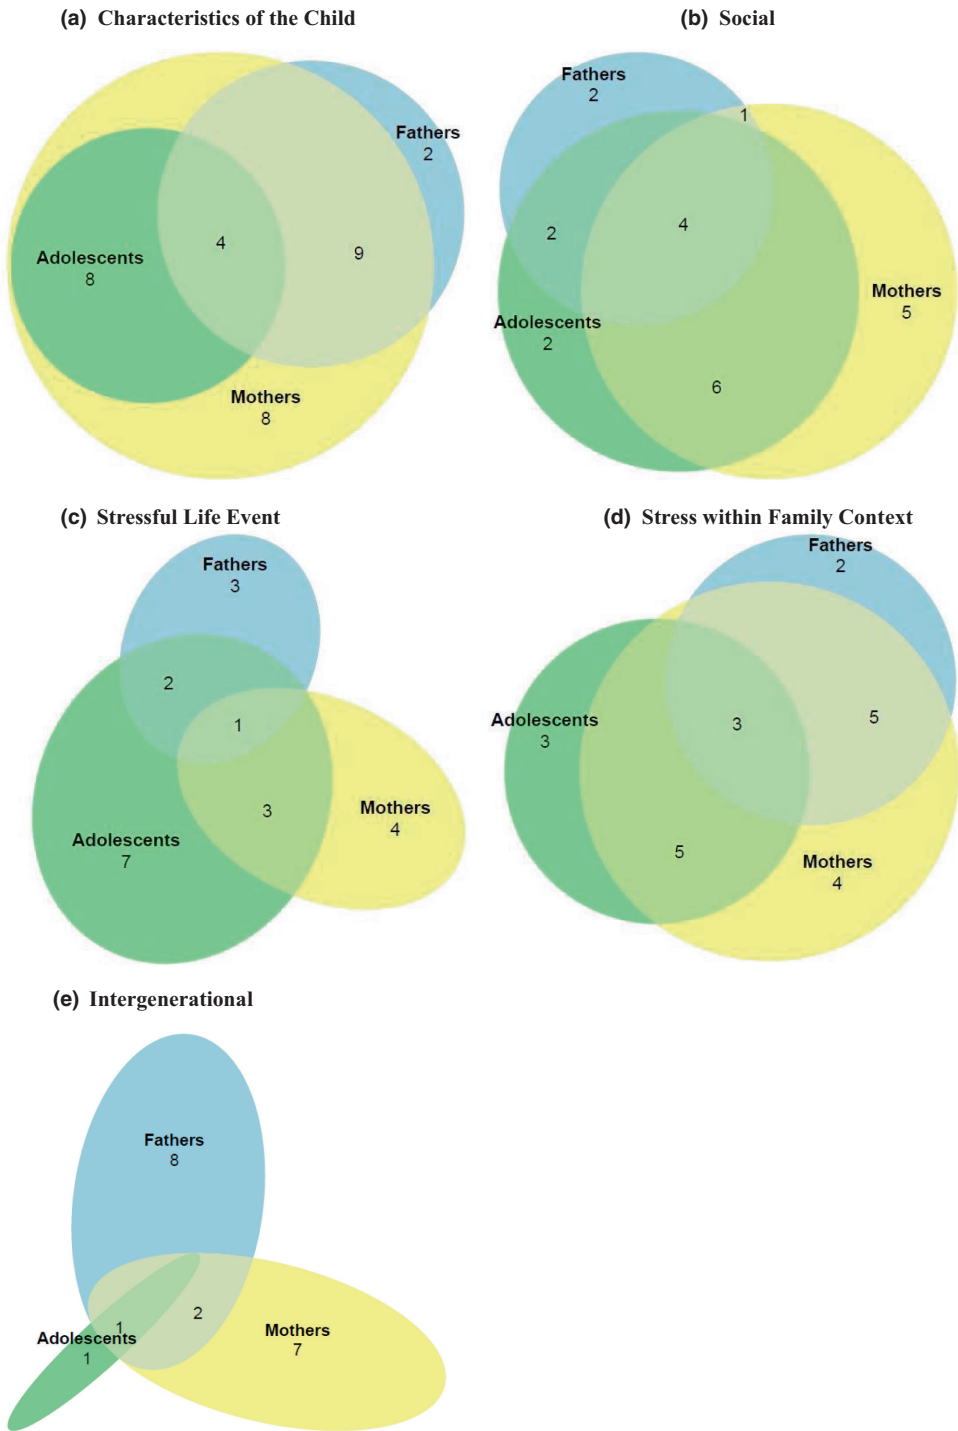 (a) Characteristics of the Child
Fathers
2
Adolescents
8
4
9
Mothers
8
(b) Social
Fathers
2
1
2
4
Adolescents
2
Mothers
5
6
(c) Stressful Life Event
Fathers
3
2
1
3
Mothers
4
Adolescents
7
(d) Stress within Family Context
Fathers
2
Adolescents
3
3
5
5
Mothers
4
(e) Intergenerational
Fathers
8
1
2
Adolescents
1
Mothers
7